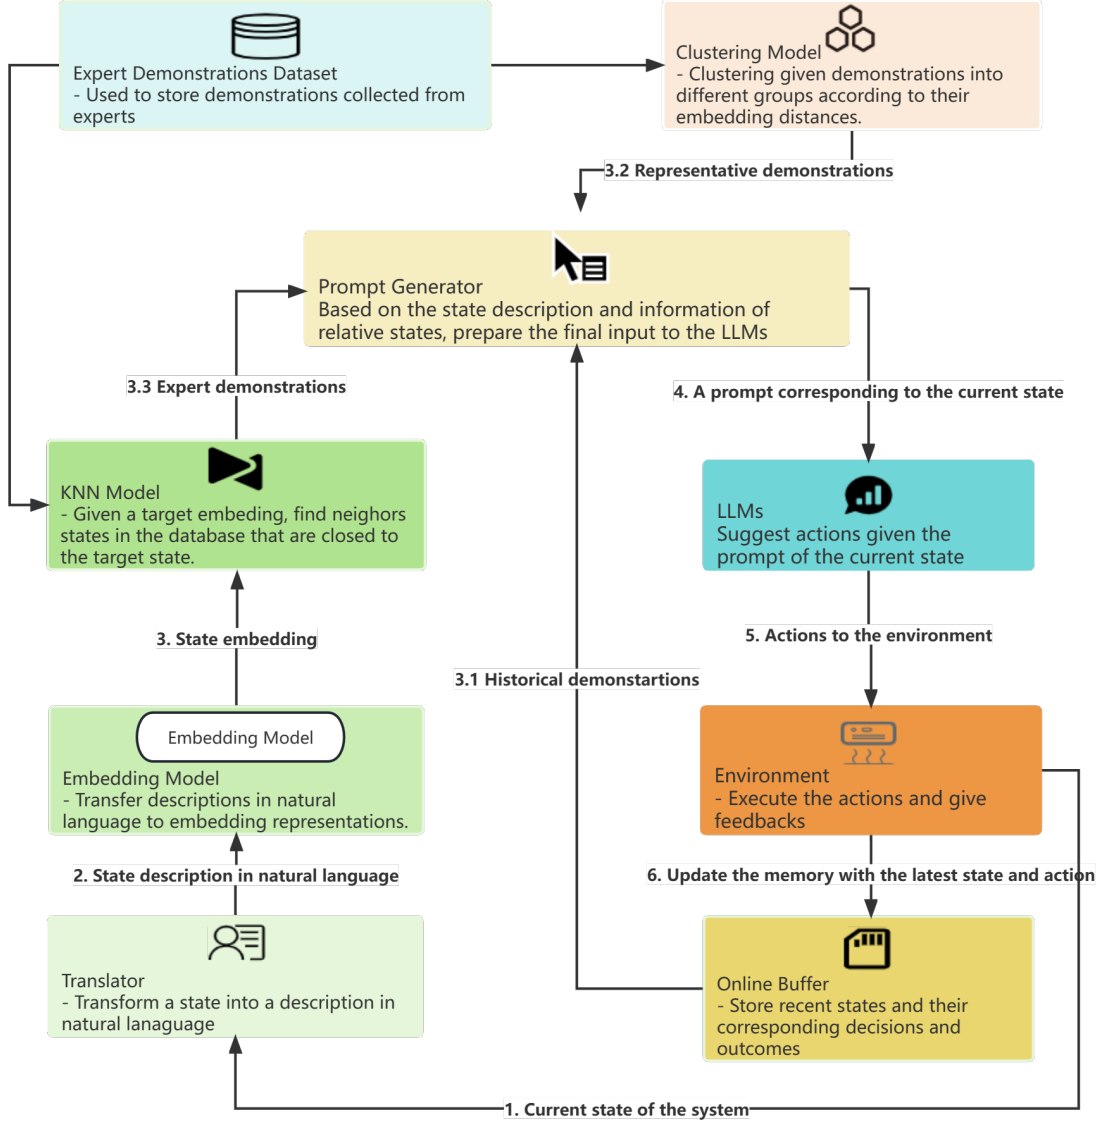 Expert Demonstrations Dataset
- Used to store demonstrations collected from
experts
Clustering Model
- Clustering given demonstrations into
different groups according to their
embedding distances.
3.2 Representative demonstrations
Prompt Generator
Based on the state description and information of
relative states, prepare the final input to the LLMs
3.3 Expert demonstrations
4. A prompt corresponding to the current state
KNN Model
- Given a target embeding, find neighors
states in the database that are closed to
the target state.
LLMs
Suggest actions given the
prompt of the current state
3. State embedding
5. Actions to the environment
3.1 Historical demonstartions
Embedding Model
Embedding Model
- Transfer descriptions in natural
language to embedding representations.
Environment
- Execute the actions and give
feedbacks
2. State description in natural language
6. Update the memory with the latest state and action
Translator
- Transform a state into a description in
natural lanaguage
Online Buffer
- Store recent states and their
corresponding decisions and
outcomes
1. Current state of the system